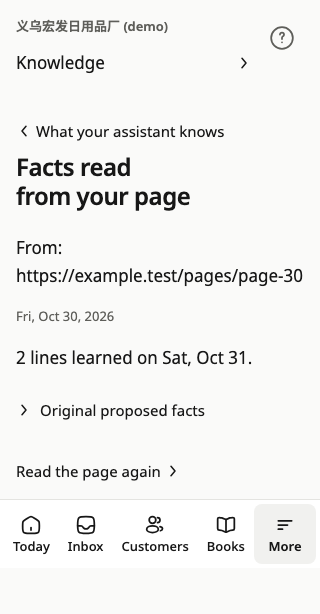 义乌宏发日用品厂 (demo)
Knowledge
What your assistant knows
Facts read
from your page
From:
https://example.test/pages/page-30
Fri, Oct 30, 2026
2 lines learned on Sat, Oct 31.
Original proposed facts
Read the page again
Today
Inbox
Customers
Books
More